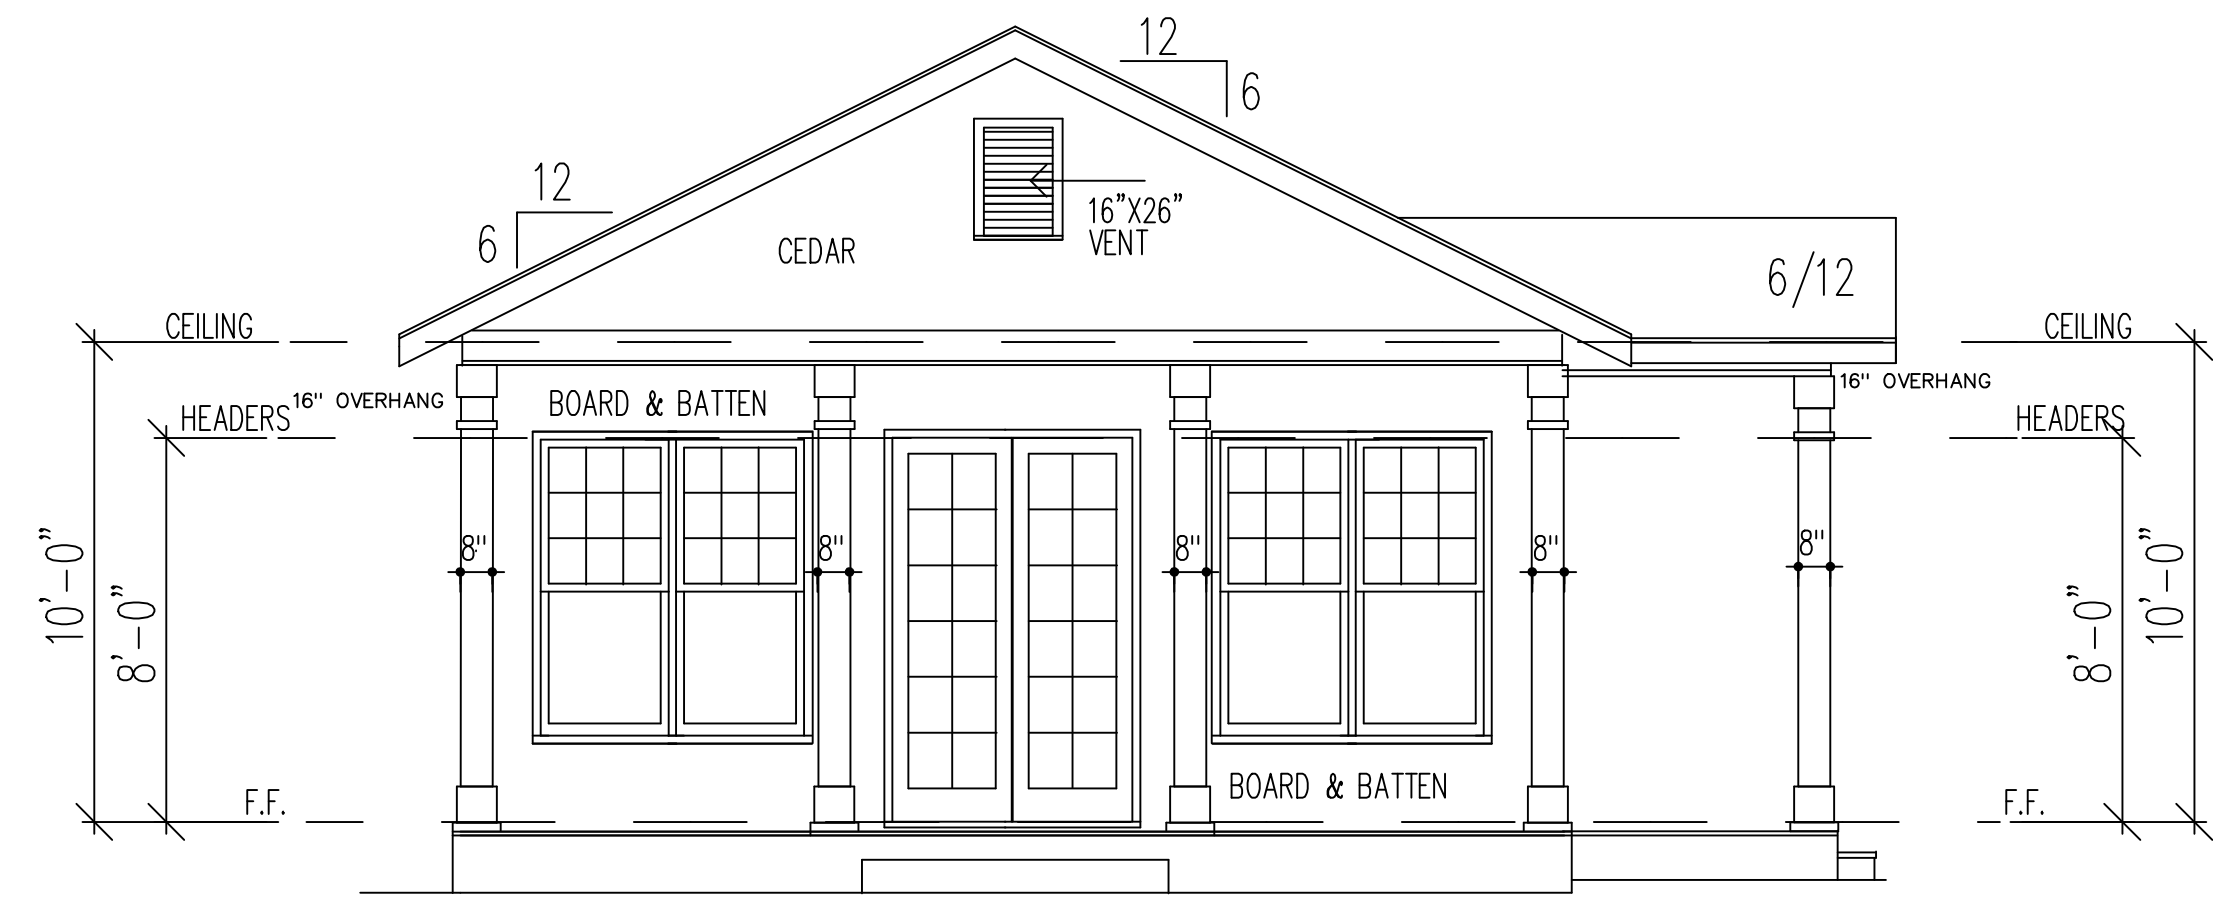 12
6
12
6
16"X26"
VENT
CEDAR
6/12
CEILING
CEILING
16" OVERHANG
BOARD & BATTEN
16" OVERHANG
HEADERS
HEADERS
8"
8"
8"
8"
8"
10'-0"
8'-0"
8'-0"
10'-0"
BOARD & BATTEN
F.F.
F.F.